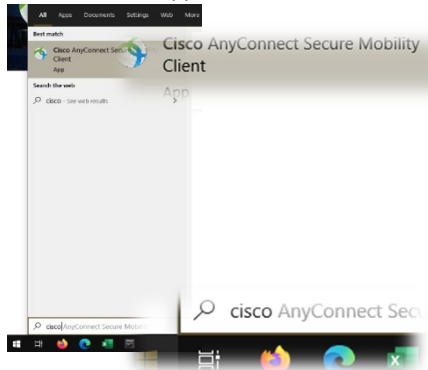 All Apps Documents Settings Web More
Best match
Cisco AnyConnect Secure Mobility
Client
App
Search the web
cisco - See web results
cisco AnyConnect Secure Mobility
Cisco AnyConnect Secure Mobility
Client
App
cisco AnyConnect Sec